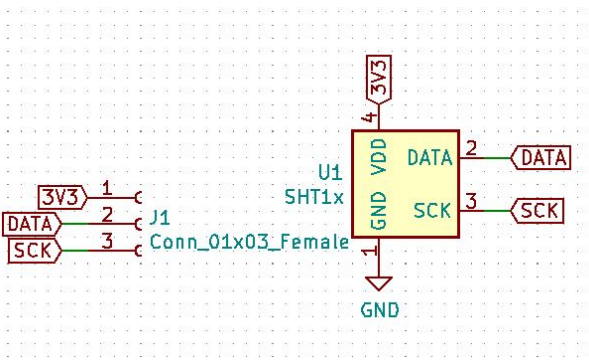 3V3
4
VDD
DATA
2
DATA
U1
SHT1x
GND
SCK
3
SCK
1
GND
3V3
1
DATA
2
J1
SCK
3
Conn_01x03_Female